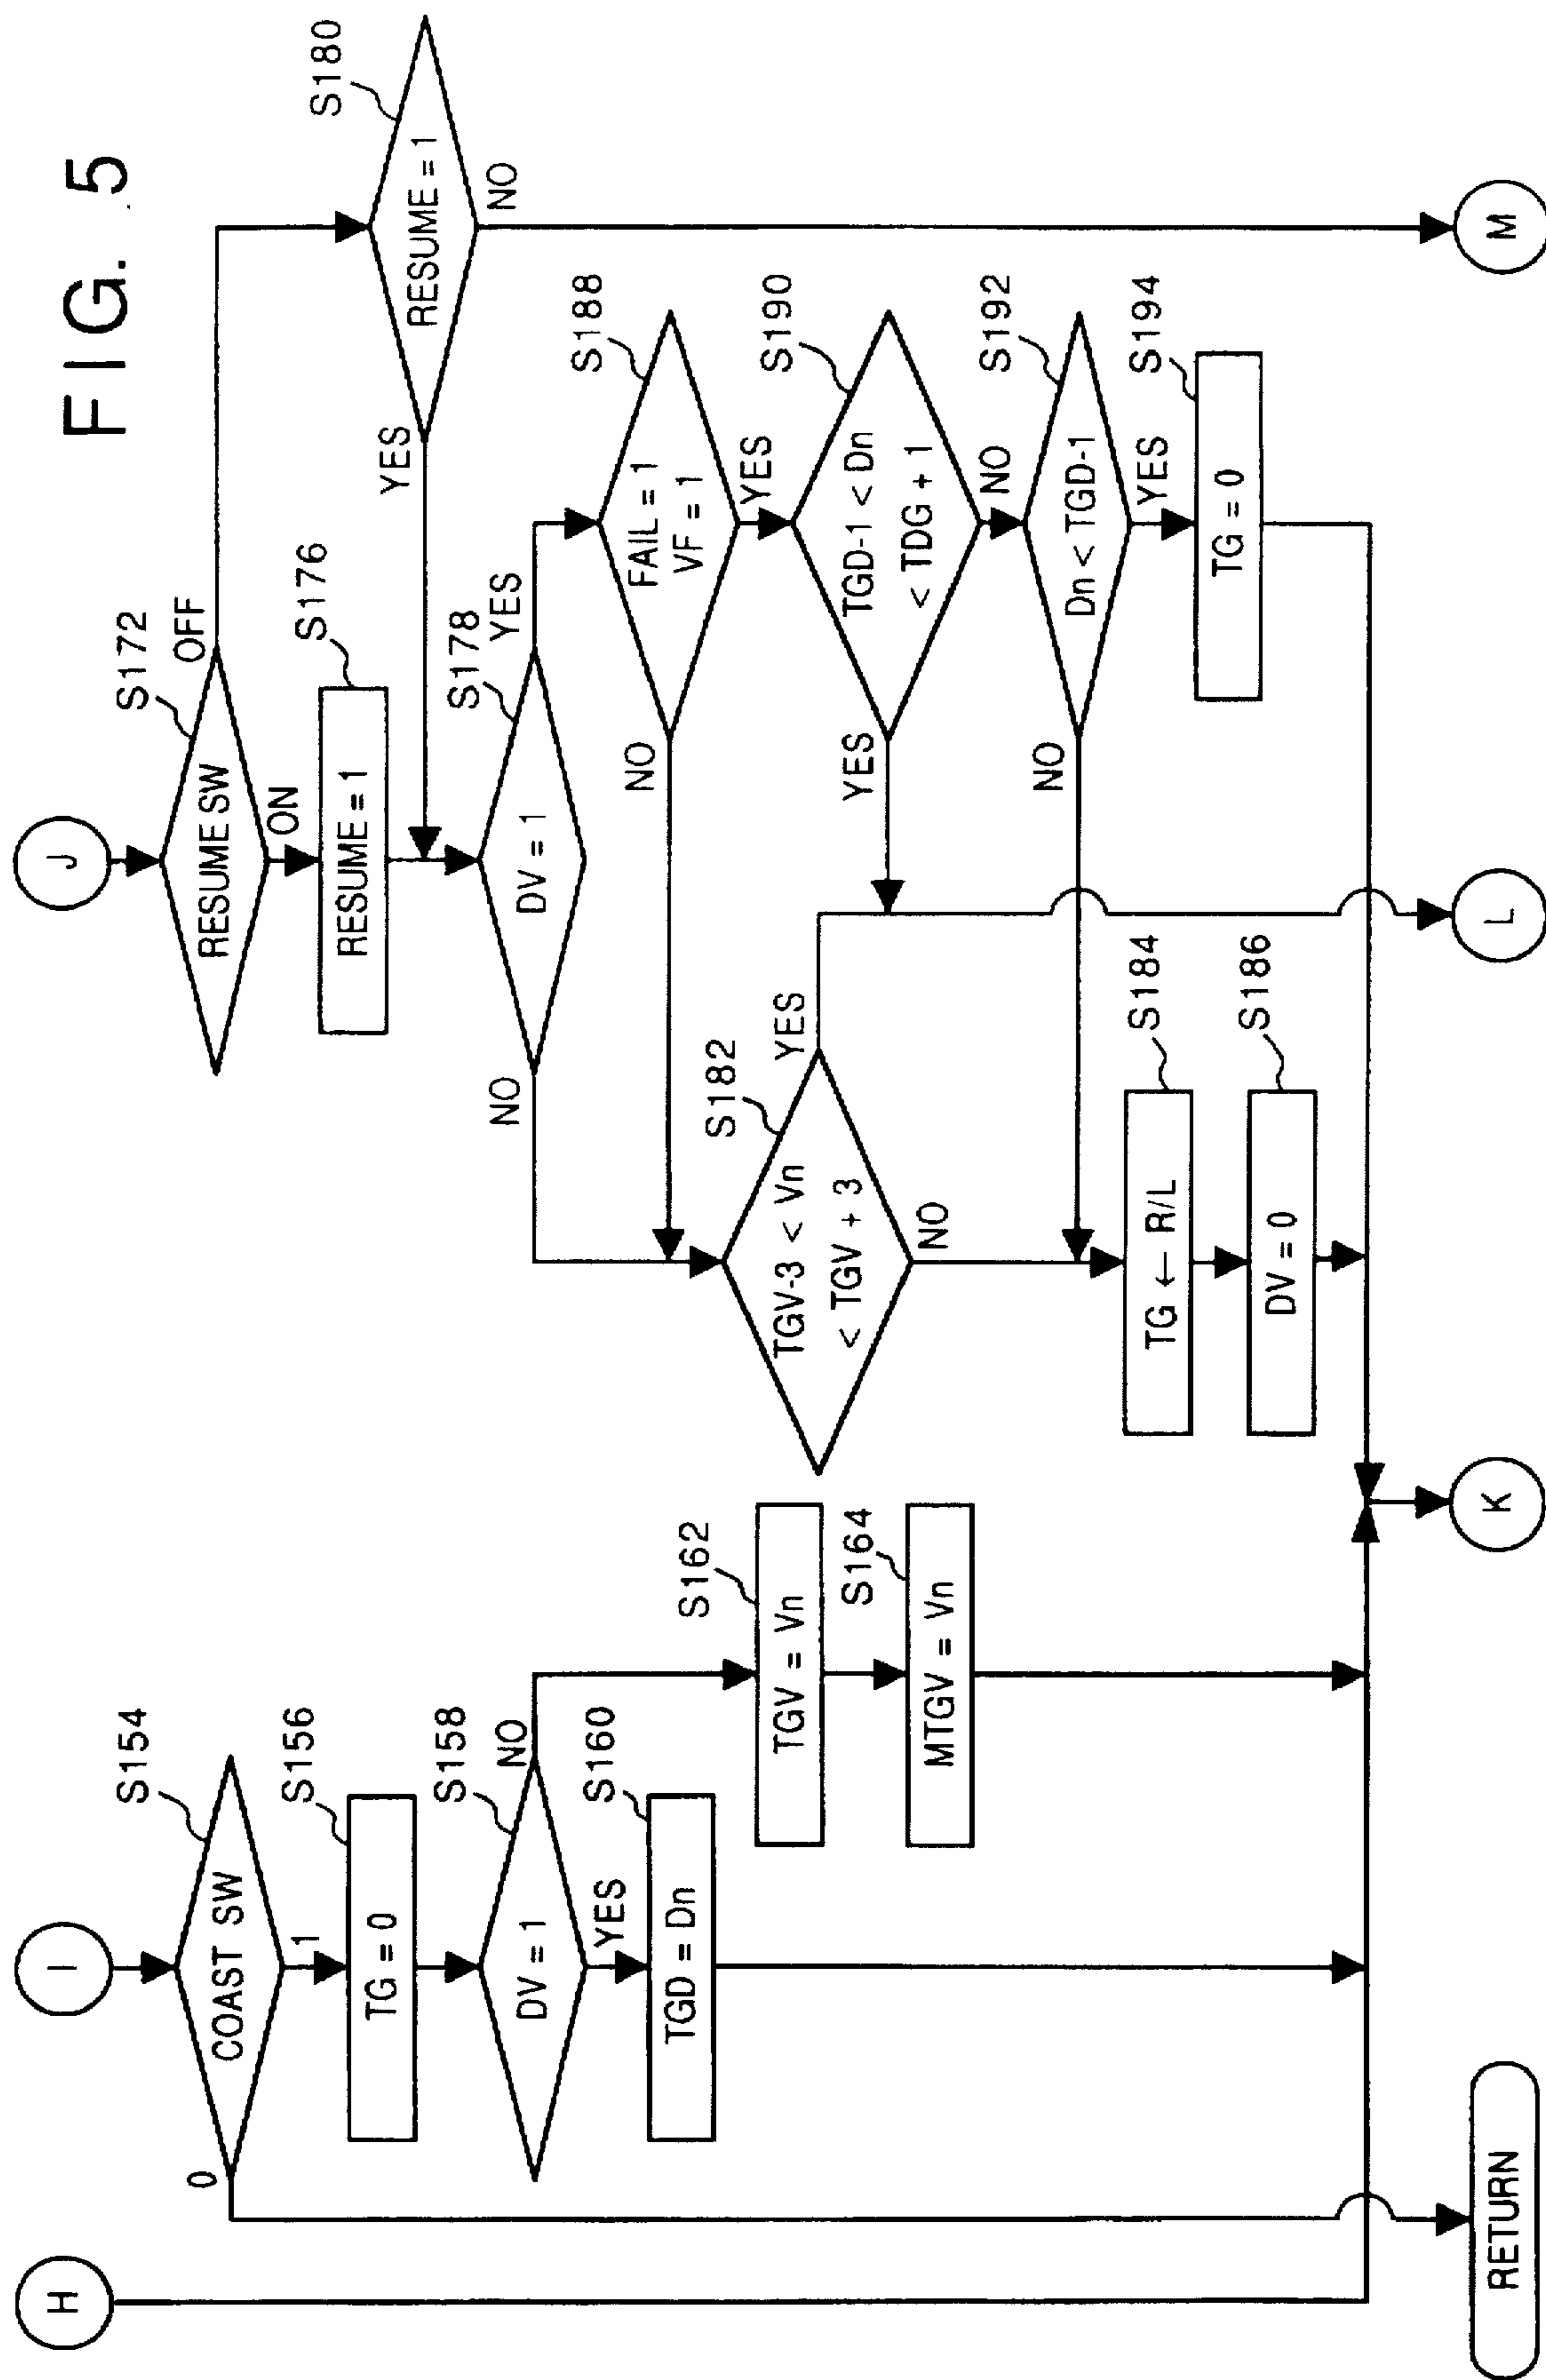 FIG. 5
H
I
S154
COAST SW
0
1
S156
TG = 0
S158
DV = 1
NO
YES
S160
TGD = Dn
S162
TGV = Vn
S164
MTGV = Vn
RETURN
J
S172
RESUME SW
OFF
ON
S176
RESUME = 1
S180
RESUME = 1
YES
NO
S178
DV = 1
YES
NO
S188
FAIL = 1
VF = 1
NO
YES
S182
TGV-3 < Vn
< TGV + 3
YES
NO
S190
TGD-1 < Dn
< TDG + 1
YES
NO
S192
Dn < TGD-1
NO
YES
S184
TG ← R/L
S194
TG = 0
S186
DV = 0
K
L
M